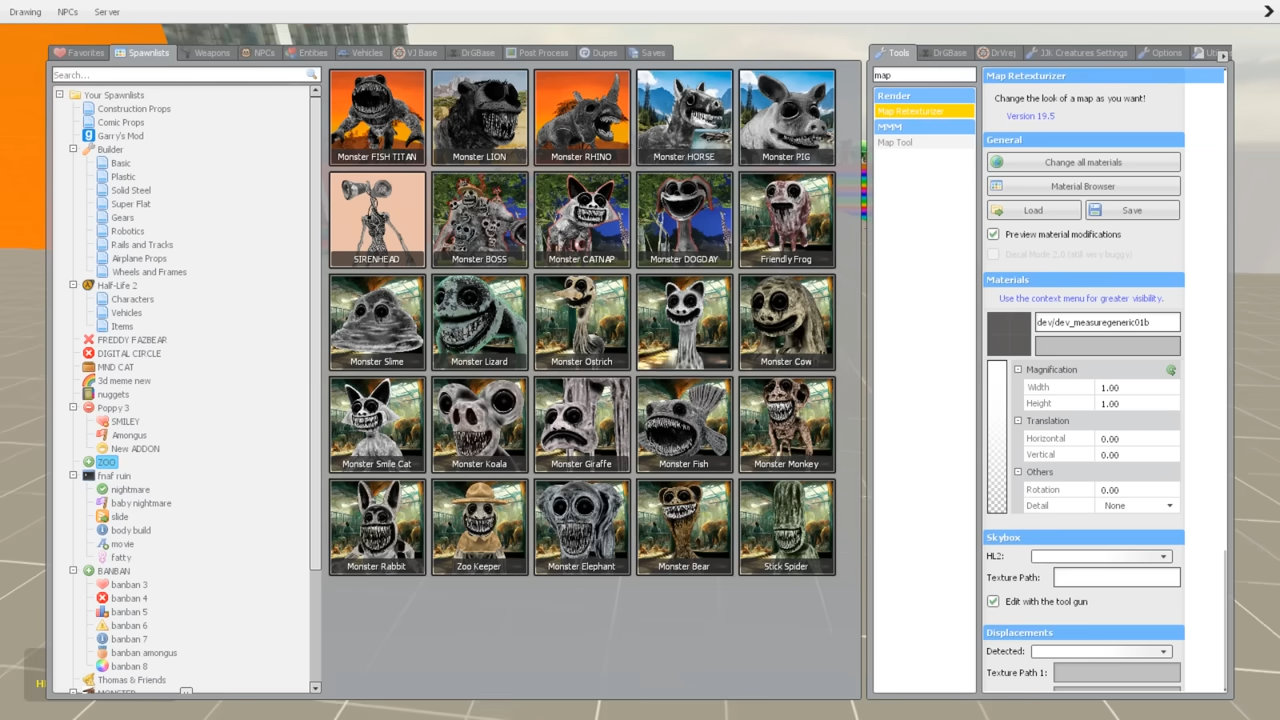 Drawing NPCs Server
Favorites Spawnlists Weapons NPCs Entities Vehicles VJ Base DrGBase Post Process Dupes Saves
Search...
Your Spawnlists
Construction Props
Comic Props
Garry's Mod
Builder
Basic
Plastic
Solid Steel
Super Flat
Gears
Robotics
Rails and Tracks
Airplane Props
Wheels and Frames
Half-Life 2
Characters
Vehicles
Items
FREDDY FAZBEAR
DIGITAL CIRCLE
MND CAT
3d meme new
nuggets
Poppy 3
SMILEY
Amongus
New ADDON
ZOO
fnaf ruin
nightmare
baby nightmare
slide
body build
movie
fatty
BANBAN
banban 3
banban 4
banban 5
banban 6
banban 7
banban amongus
banban 8
Thomas & Friends
Monster FISH TITAN Monster LION Monster RHINO Monster HORSE Monster PIG
SIRENHEAD Monster BOSS Monster CATNAP Monster DOGDAY Friendly Frog
Monster Slime Monster Lizard Monster Ostrich Monster Cow
Monster Smile Cat Monster Koala Monster Giraffe Monster Fish Monster Monkey
Monster Rabbit Zoo Keeper Monster Elephant Monster Bear Stick Spider
Tools DrGBase DrVrej JJK Creatures Settings Options Uti
map
Render
Map Retexturizer
MMM
Map Tool
Map Retexturizer
Change the look of a map as you want!
Version 19.5
General
Change all materials
Material Browser
Load Save
Preview material modifications
Decal Mode 2.0 (still very buggy)
Materials
Use the context menu for greater visibility.
dev/dev_measuregeneric01b
Magnification
Width 1.00
Height 1.00
Translation
Horizontal 0.00
Vertical 0.00
Others
Rotation 0.00
Detail None
Skybox
HL2:
Texture Path:
Edit with the tool gun
Displacements
Detected:
Texture Path 1: